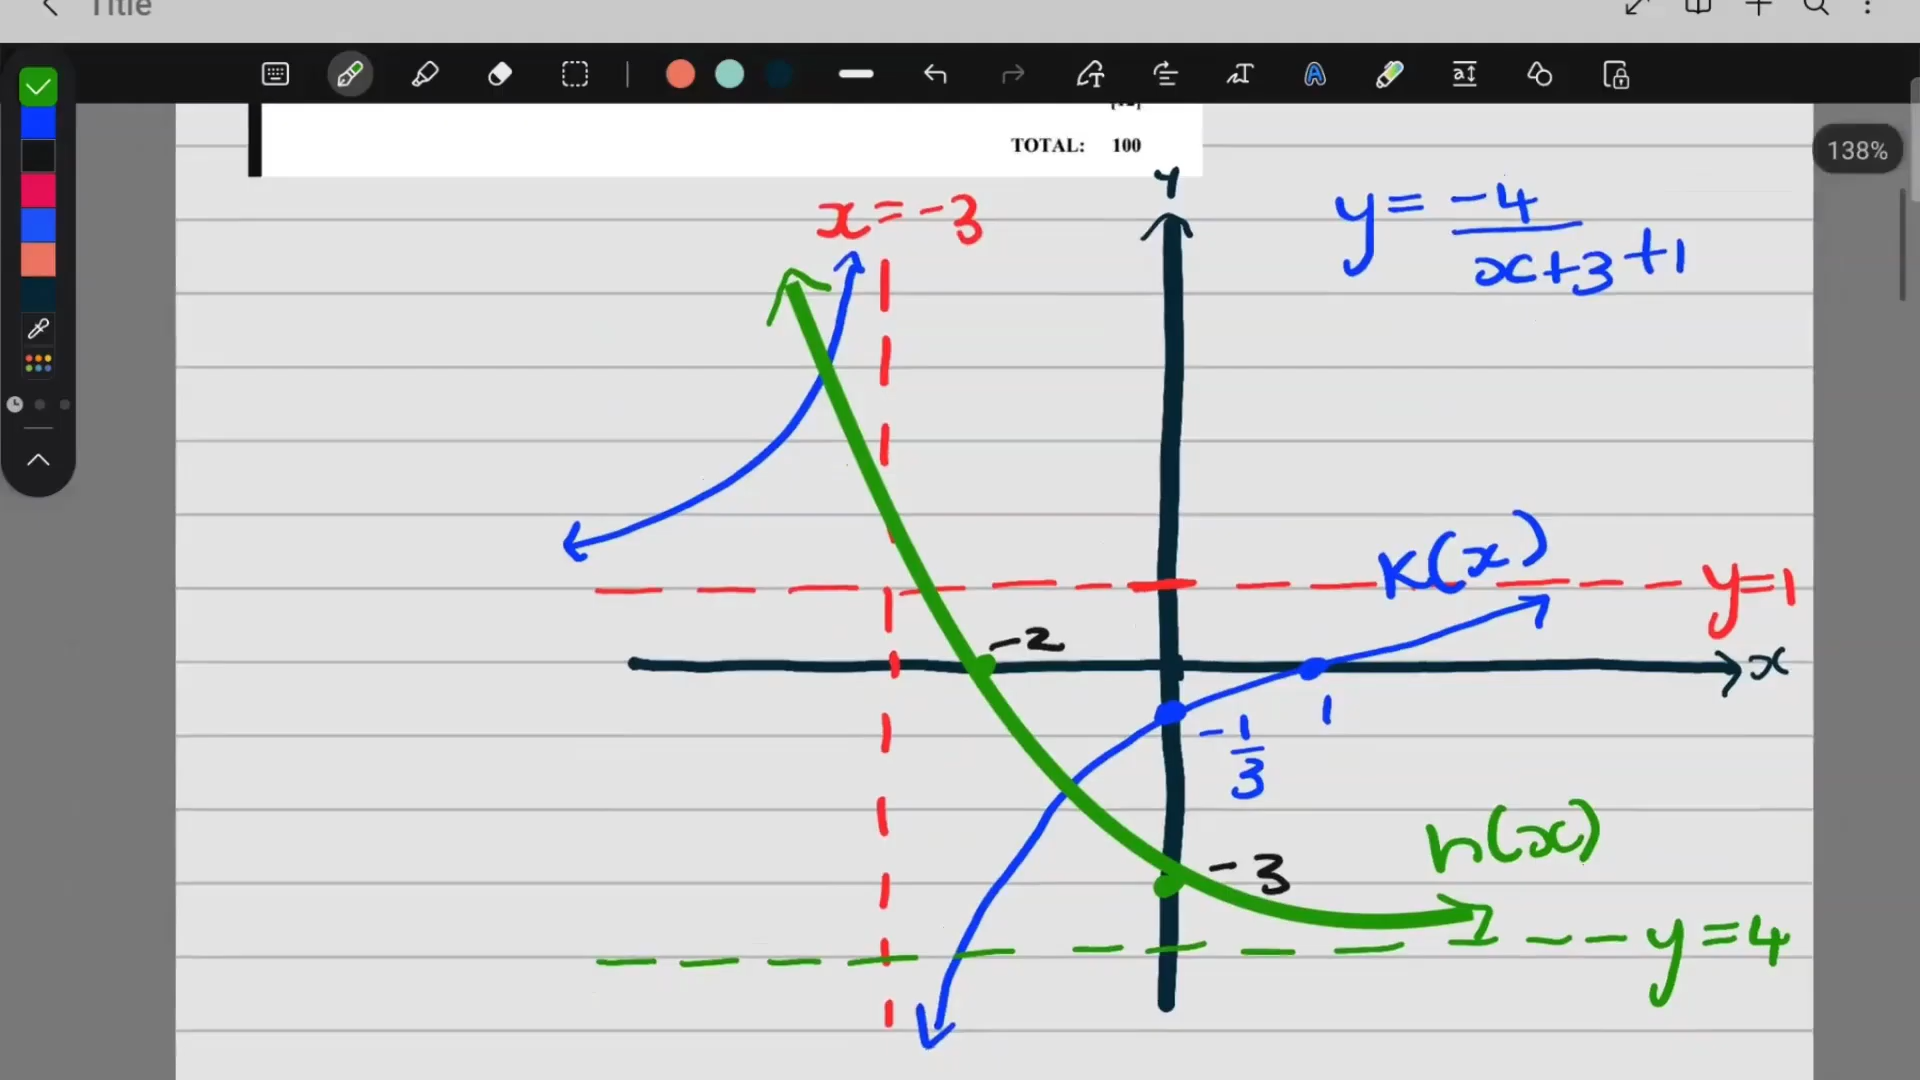 Title
TOTAL: 100
138%
y
x = -3
y = -4 / x+3 + 1
K(x)
y=1
-2
x
1
-1/3
h(x)
-3
y=4